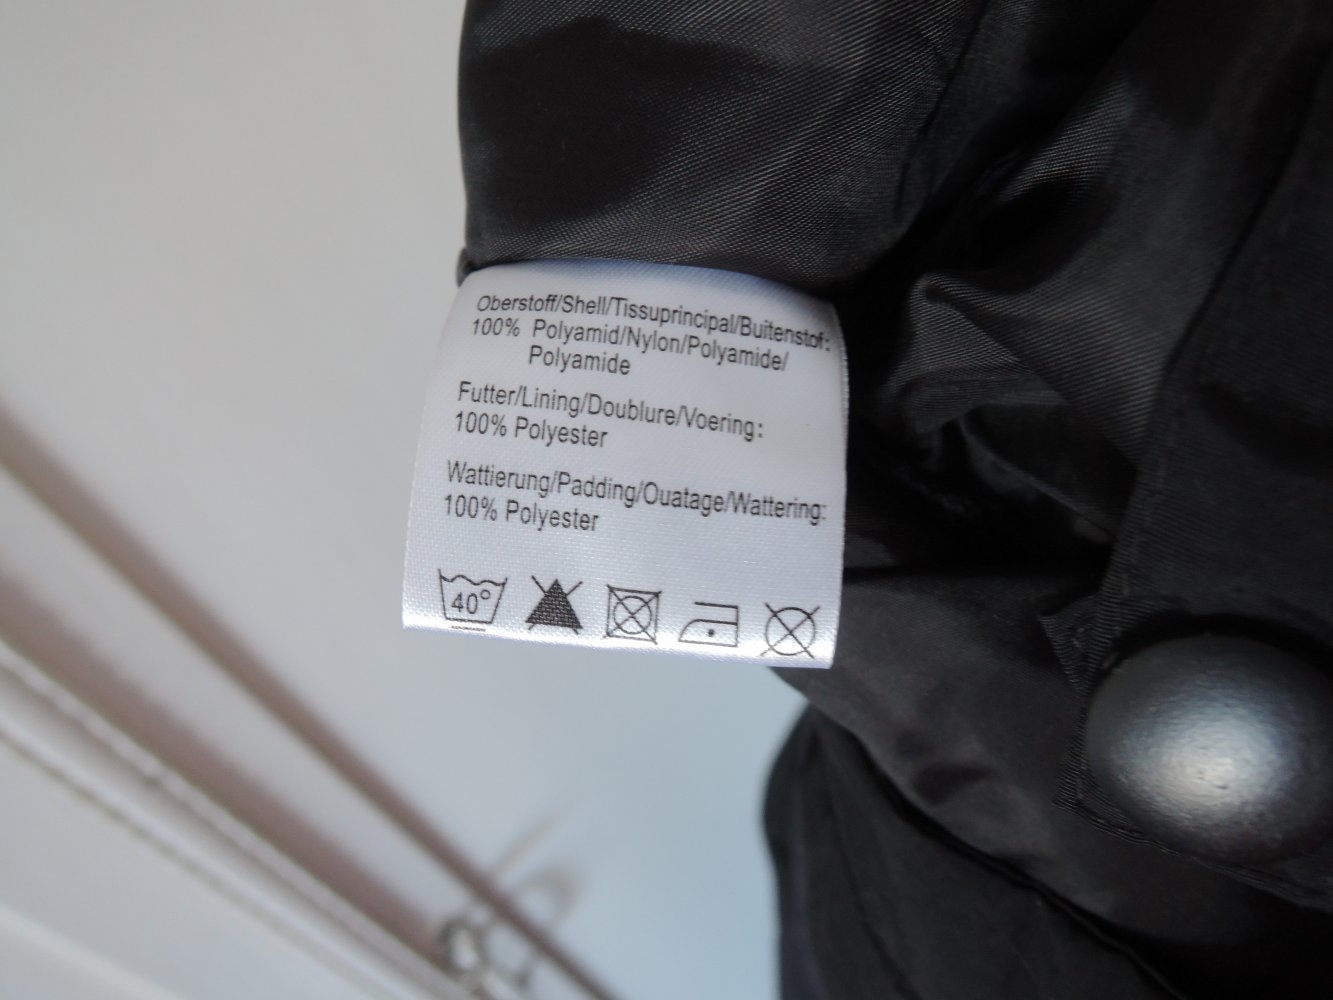 Oberstoff/Shell/Tissuprincipal/Buitenstof:
100% Polyamid/Nylon/Polyamide/
Polyamide
Futter/Lining/Doublure/Voering:
100% Polyester
Wattierung/Padding/Ouatage/Wattering:
100% Polyester
40°